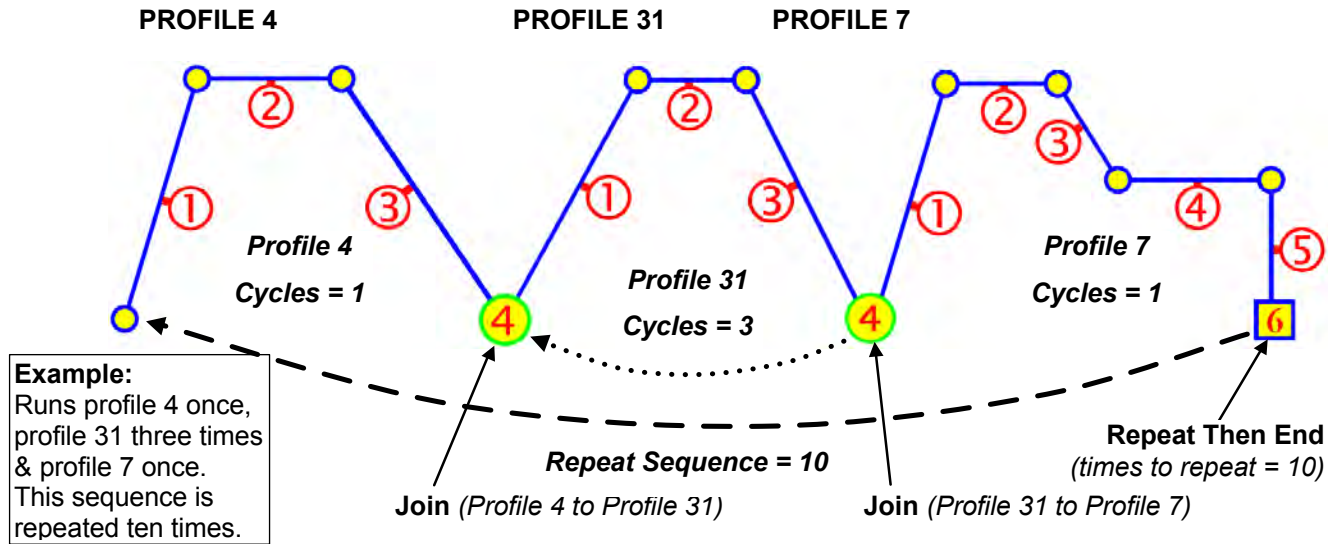 PROFILE 4
PROFILE 31
PROFILE 7
②
②
②
③
①
③
①
③
①
④
⑤
Profile 4
Cycles = 1
Profile 31
Cycles = 3
Profile 7
Cycles = 1
4
4
6
Example:
Runs profile 4 once,
profile 31 three times
& profile 7 once.
This sequence is
repeated ten times.
Repeat Sequence = 10
Repeat Then End
(times to repeat = 10)
Join (Profile 4 to Profile 31)
Join (Profile 31 to Profile 7)